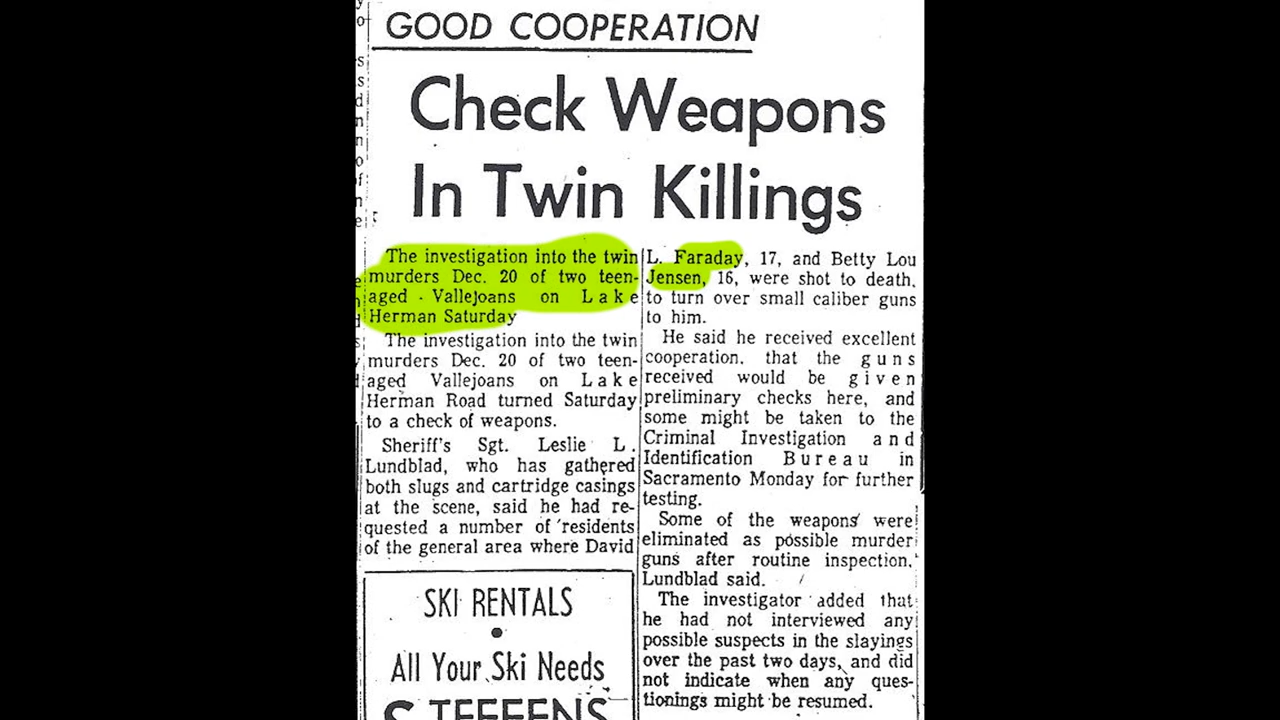 GOOD COOPERATION
Check Weapons
In Twin Killings
The investigation into the twin
murders Dec. 20 of two teen-
aged Vallejoans on Lake
Herman Saturday
The investigation into the twin
murders Dec. 20 of two teen-
aged Vallejoans on Lake
Herman Road turned Saturday
to a check of weapons.
Sheriff's Sgt. Leslie L.
Lundblad, who has gathered
both slugs and cartridge casings
at the scene, said he had re-
quested a number of residents
of the general area where David
L. Faraday, 17, and Betty Lou
Jensen, 16, were shot to death,
to turn over small caliber guns
to him.
He said he received excellent
cooperation, that the guns
received would be given
preliminary checks here, and
some might be taken to the
Criminal Investigation and
Identification Bureau in
Sacramento Monday for further
testing.
Some of the weapons were
eliminated as possible murder
guns after routine inspection,
Lundblad said.
The investigator added that
he had not interviewed any
possible suspects in the slayings
over the past two days, and did
not indicate when any ques-
tionings might be resumed.
SKI RENTALS
All Your Ski Needs